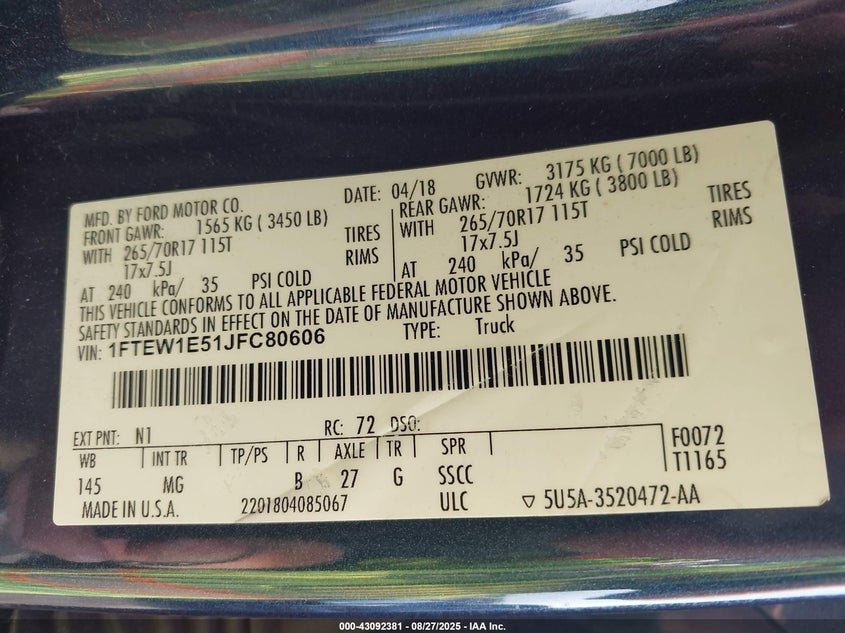 MFD. BY FORD MOTOR CO.
DATE: 04/18 GVWR: 3175 KG ( 7000 LB)
FRONT GAWR: 1565 KG ( 3450 LB)
WITH 265/70R17 115T TIRES
17x7.5J RIMS
AT 240 kPa/ 35 PSI COLD
REAR GAWR: 1724 KG ( 3800 LB)
WITH 265/70R17 115T TIRES
17x7.5J RIMS
AT 240 kPa/ 35 PSI COLD
THIS VEHICLE CONFORMS TO ALL APPLICABLE FEDERAL MOTOR VEHICLE
SAFETY STANDARDS IN EFFECT ON THE DATE OF MANUFACTURE SHOWN ABOVE.
VIN: 1FTEW1E51JFC80606 TYPE: Truck
EXT PNT: N1 RC: 72 DSO:
WB INT TR TP/PS R AXLE TR SPR
145 MG B 27 G SSCC
ULC
F0072
T1165
MADE IN U.S.A. 2201804085067
▽ 5U5A-3520472-AA
000-43092381 - 08/27/2025 - IAA Inc.